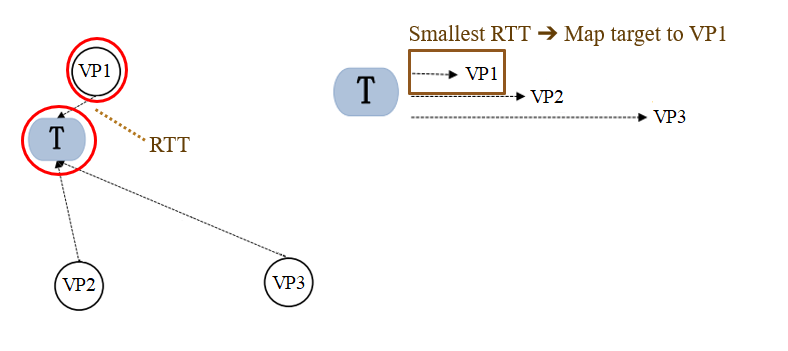 Smallest RTT ➔ Map target to VP1
VP1
T
RTT
VP2
VP3
T
VP1
VP2
VP3